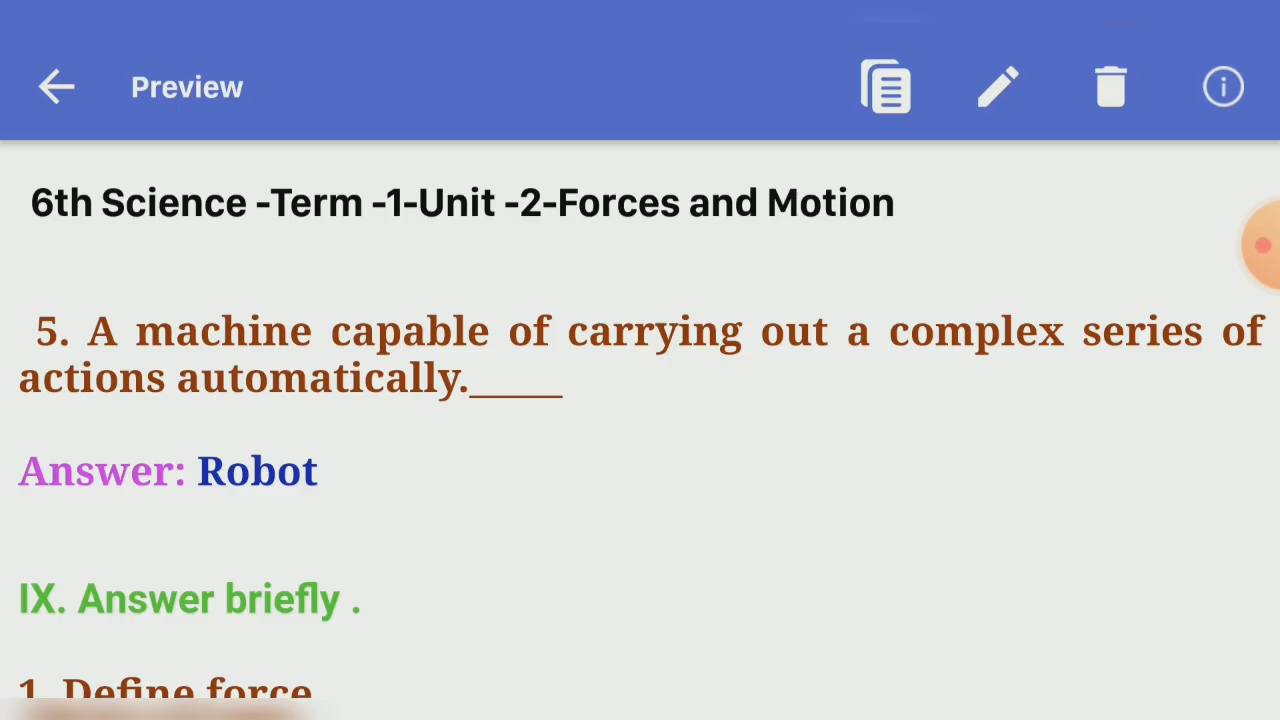 Preview
6th Science -Term -1-Unit -2-Forces and Motion
5. A machine capable of carrying out a complex series of
actions automatically._____
Answer: Robot
IX. Answer briefly .
1. Define force